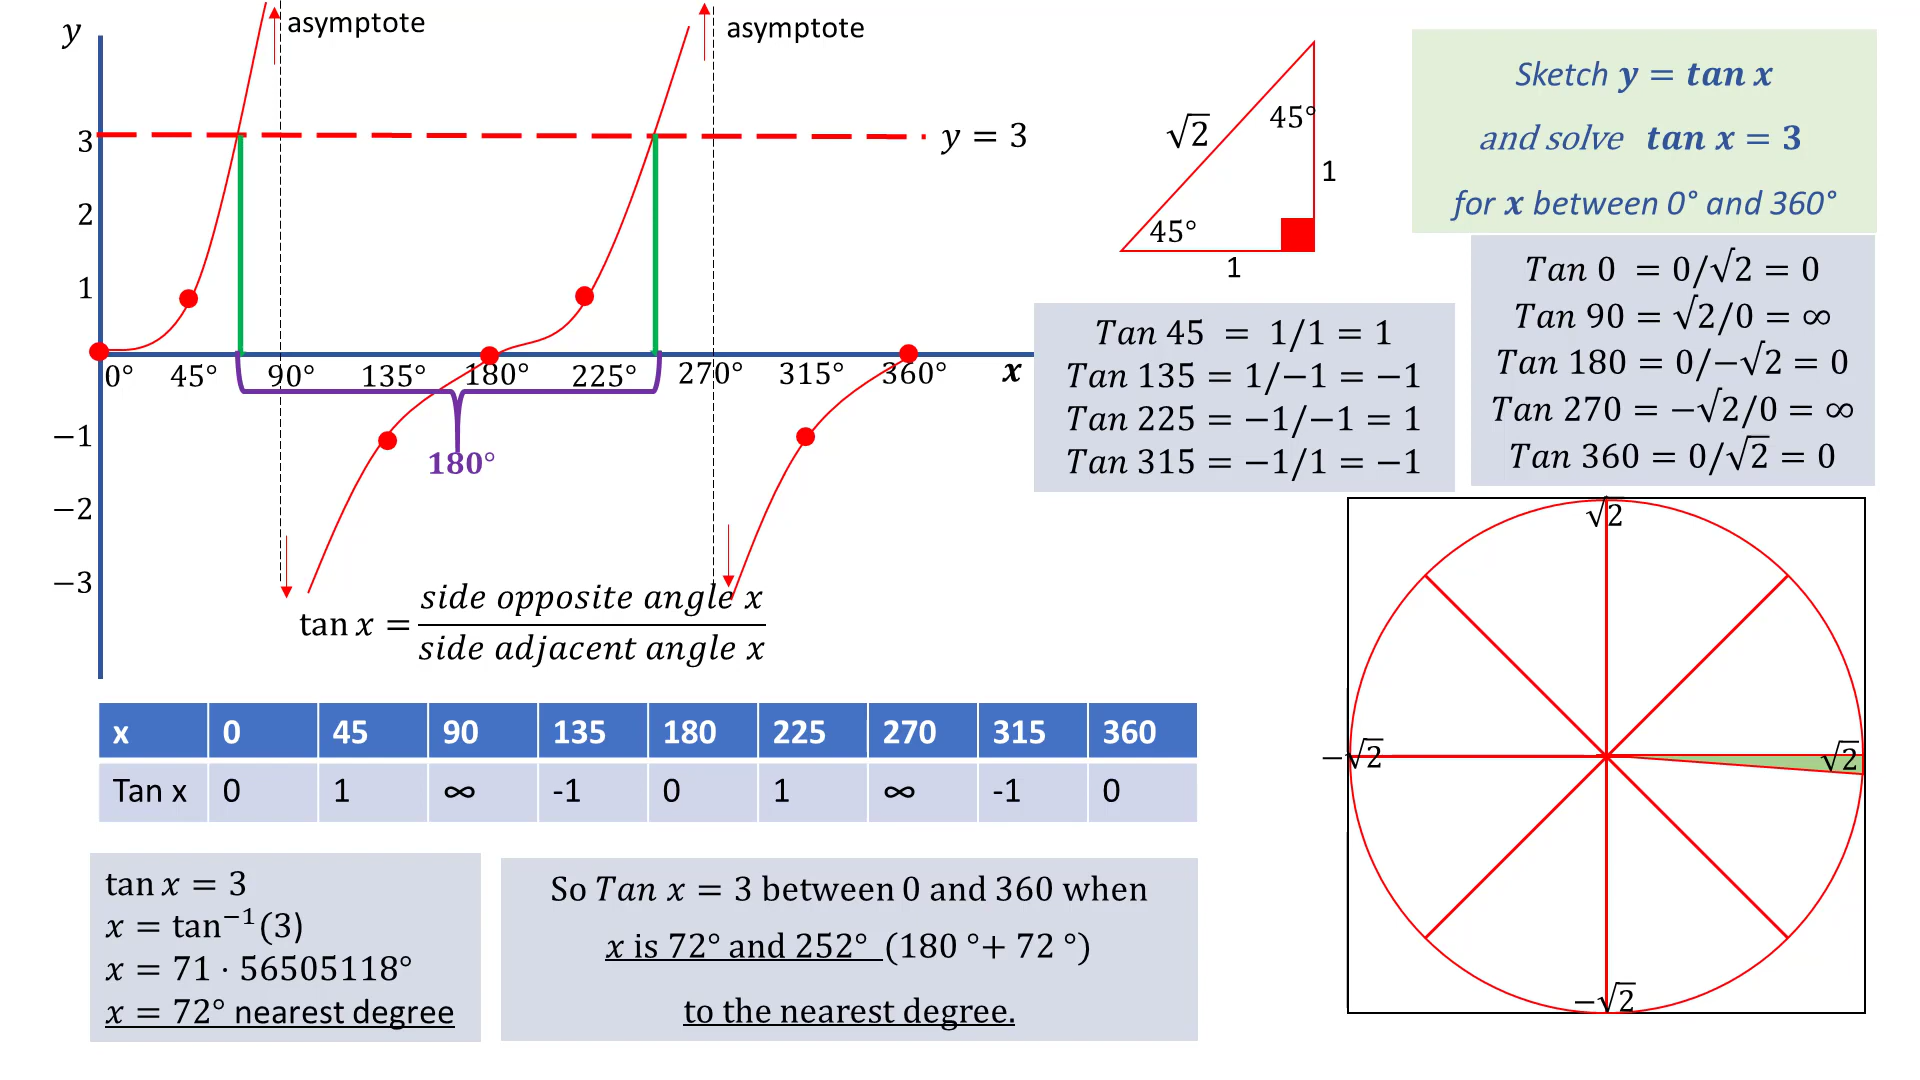 y
asymptote
asymptote
3
y = 3
2
1
0° 45° 90° 135° 180° 225° 270° 315° 360° x
−1
180°
−2
−3
tan x = side opposite angle x / side adjacent angle x
√2
45°
1
45°
1
Sketch y = tan x
and solve tan x = 3
for x between 0° and 360°
Tan 45 = 1/1 = 1
Tan 135 = 1/−1 = −1
Tan 225 = −1/−1 = 1
Tan 315 = −1/1 = −1
Tan 0 = 0/√2 = 0
Tan 90 = √2/0 = ∞
Tan 180 = 0/−√2 = 0
Tan 270 = −√2/0 = ∞
Tan 360 = 0/√2 = 0
√2
−√2
√2
−√2
x 0 45 90 135 180 225 270 315 360
Tan x 0 1 ∞ -1 0 1 ∞ -1 0
tan x = 3
x = tan⁻¹(3)
x = 71 · 56505118°
x = 72° nearest degree
So Tan x = 3 between 0 and 360 when
x is 72° and 252° (180 °+ 72 °)
to the nearest degree.